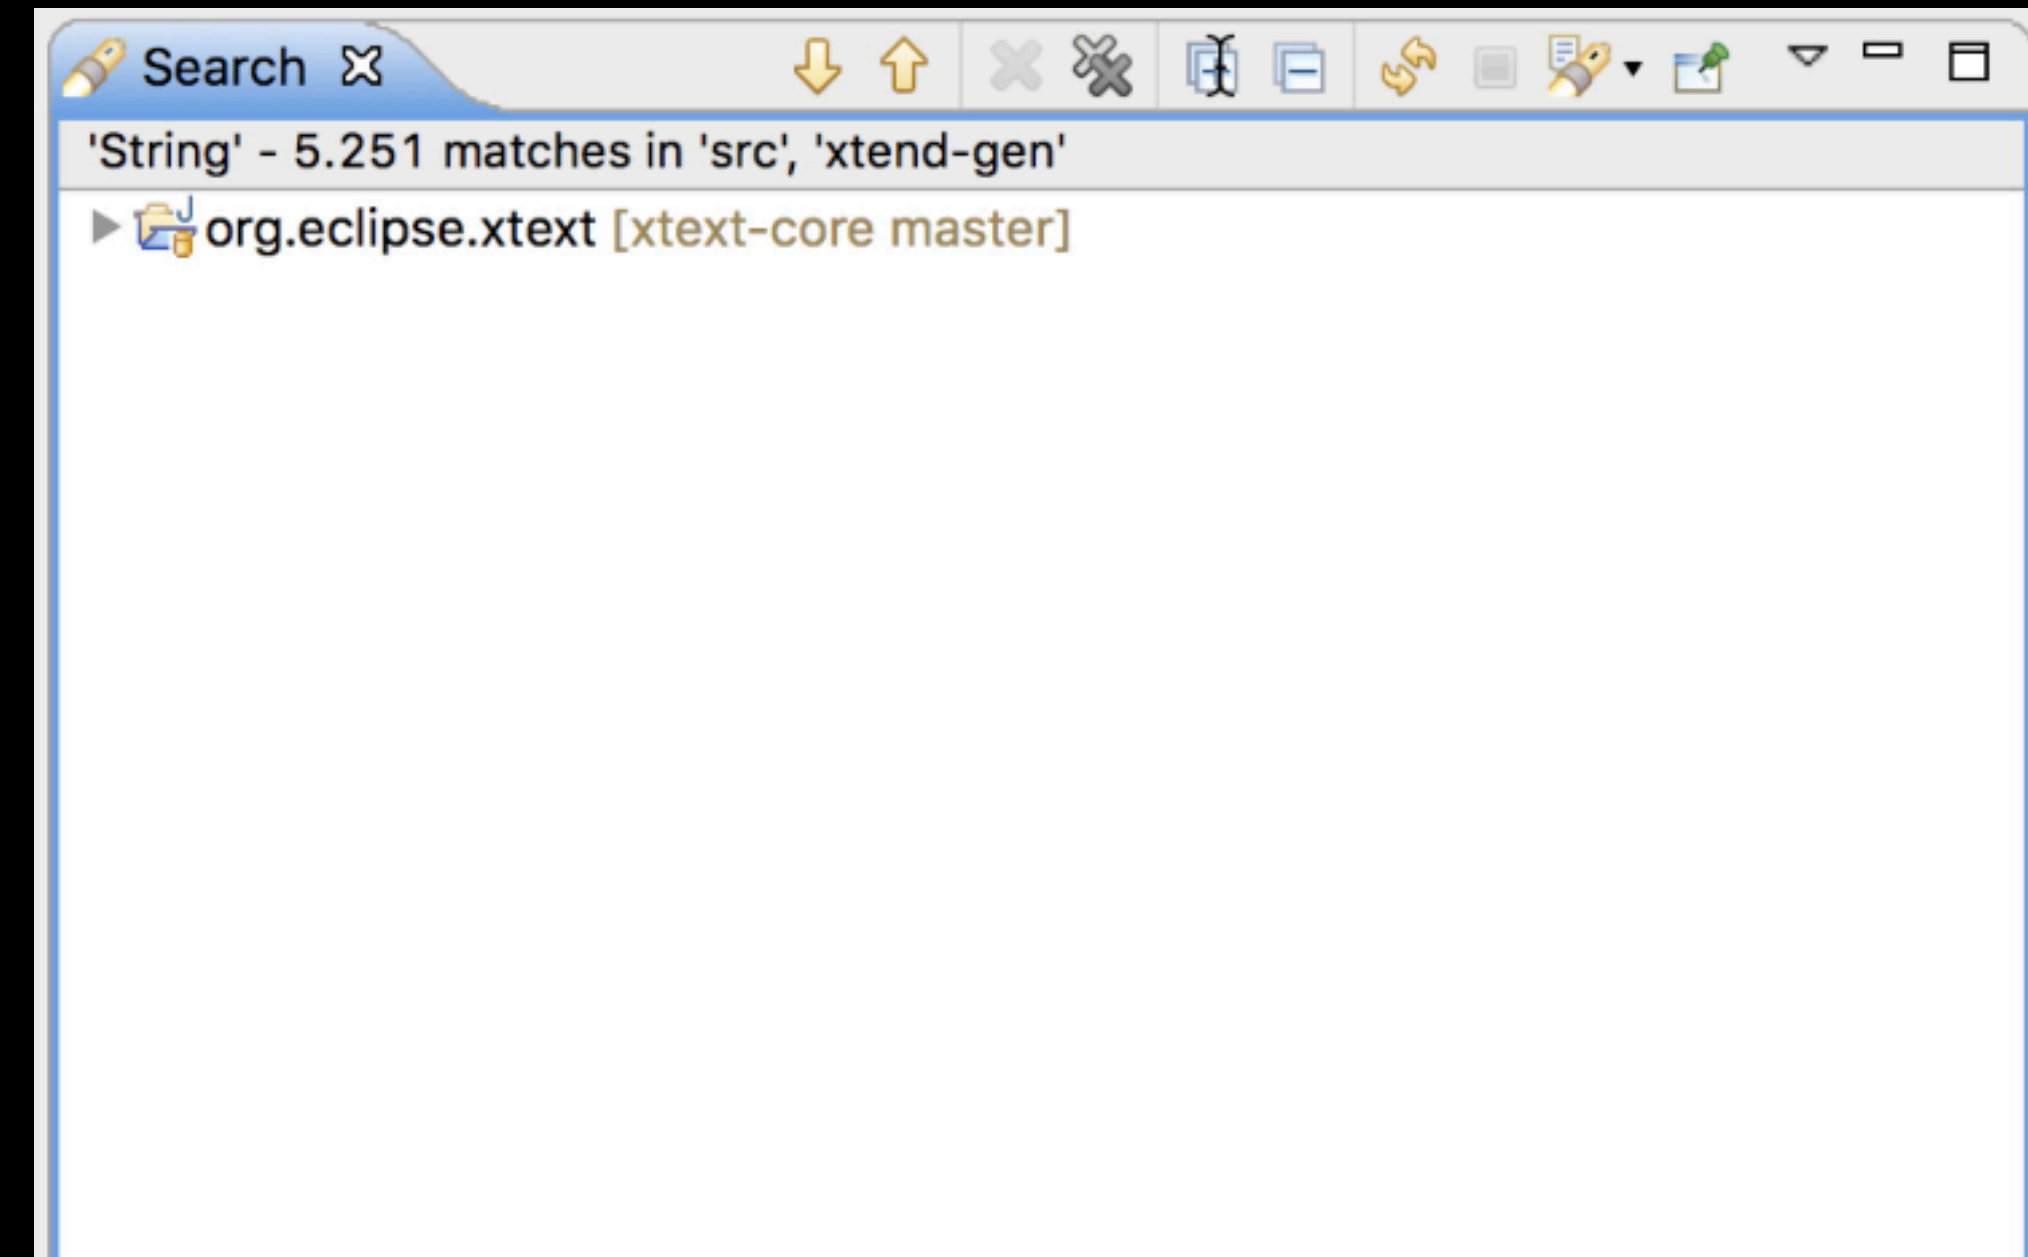 Search
'String' - 5.251 matches in 'src', 'xtend-gen'
org.eclipse.xtext [xtext-core master]